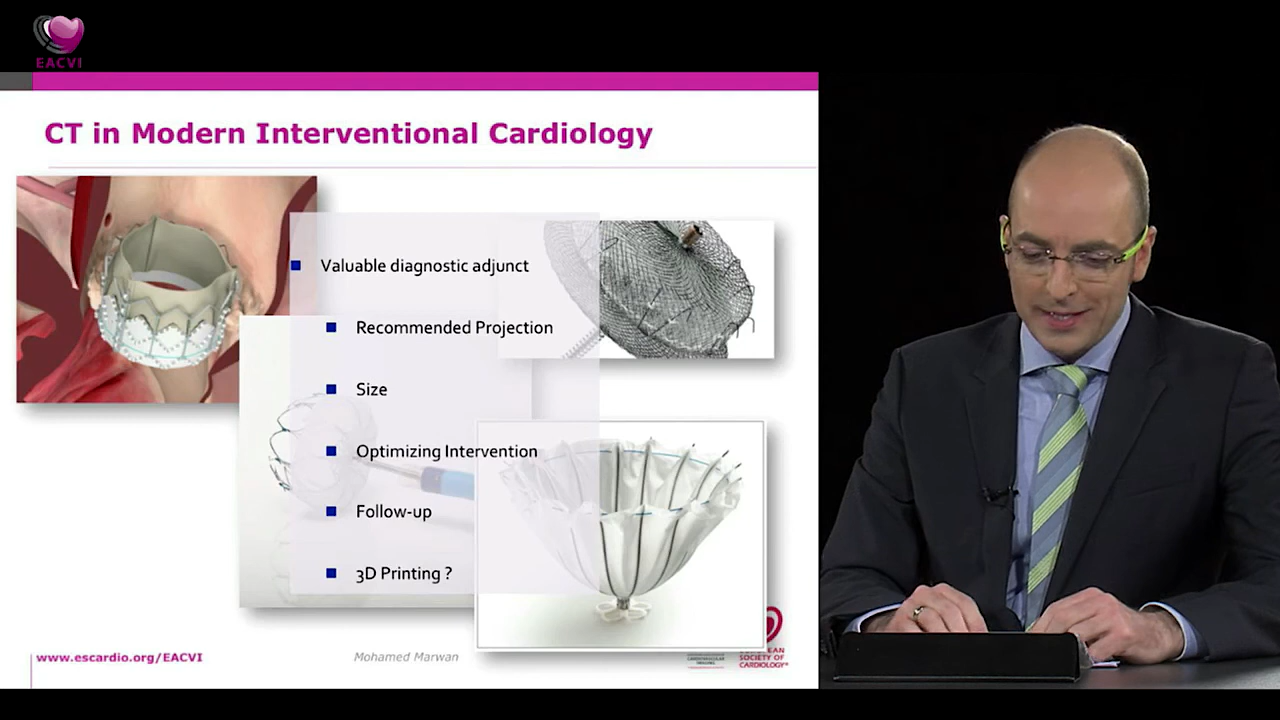 EACVI
CT in Modern Interventional Cardiology
Valuable diagnostic adjunct
Recommended Projection
Size
Optimizing Intervention
Follow-up
3D Printing ?
www.escardio.org/EACVI
Mohamed Marwan
SOCIETY OF
CARDIOLOGY®